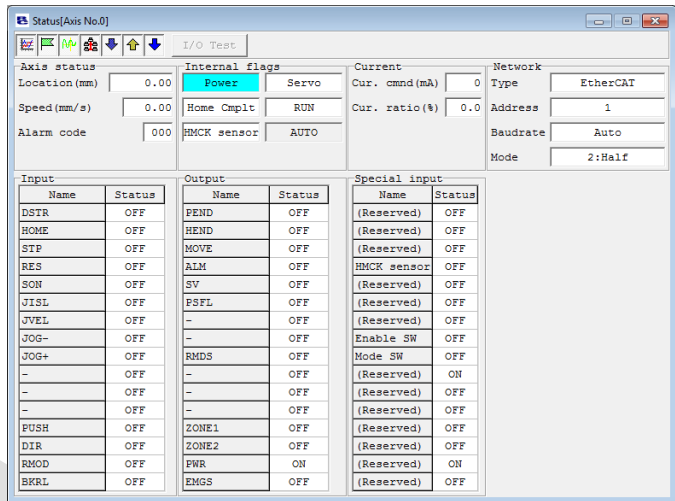 Status[Axis No.0]
I/O Test
Axis status Internal flags Current Network
Location(mm) 0.00 Power Servo Cur. cmnd(mA) 0 Type EtherCAT
Speed(mm/s) 0.00 Home Cmplt RUN Cur. ratio(%) 0.0 Address 1
Alarm code 000 HMCK sensor AUTO Baudrate Auto
Mode 2:Half
Input Output Special input
Name Status Name Status Name Status
DSTR OFF PEND OFF (Reserved) OFF
HOME OFF HEND OFF (Reserved) OFF
STP OFF MOVE OFF (Reserved) OFF
RES OFF ALM OFF HMCK sensor OFF
SON OFF SV OFF (Reserved) OFF
JISL OFF PSFL OFF (Reserved) OFF
JVEL OFF - OFF (Reserved) OFF
JOG- OFF - OFF Enable SW OFF
JOG+ OFF RMDS OFF Mode SW OFF
- OFF - OFF (Reserved) ON
- OFF - OFF (Reserved) OFF
- OFF - OFF (Reserved) OFF
PUSH OFF ZONE1 OFF (Reserved) OFF
DIR OFF ZONE2 OFF (Reserved) OFF
RMOD OFF PWR ON (Reserved) ON
BKRL OFF EMGS OFF (Reserved) OFF